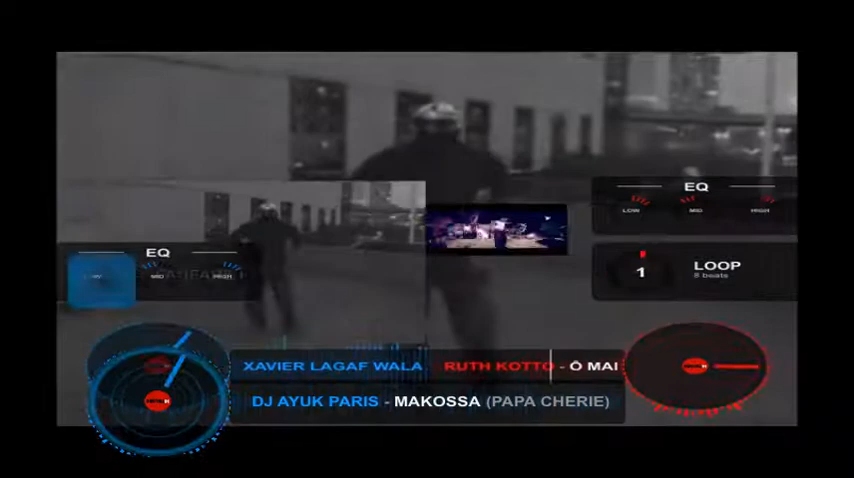 EQ
LOW MID HIGH
EQ
MID HIGH
1
LOOP
8 beats
XAVIER LAGAF WALA
RUTH KOTTO - Ô MAI
DJ AYUK PARIS - MAKOSSA (PAPA CHERIE)